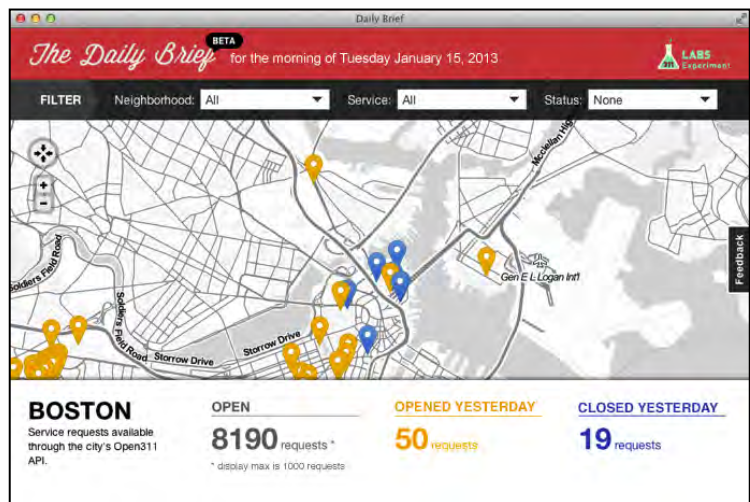 Daily Brief
The Daily Brief BETA for the morning of Tuesday January 15, 2013
LABS
Experiment
311
FILTER Neighborhood: All Service: All Status: None
Mcclellan High
Soldiers Field Road
Soldiers Field Road
Storrow Drive
Storrow Drive
Gen E L Logan Int'l
Feedback
BOSTON
Service requests available
through the city's Open311
API.
OPEN
8190 requests *
* display max is 1000 requests
OPENED YESTERDAY
50 requests
CLOSED YESTERDAY
19 requests